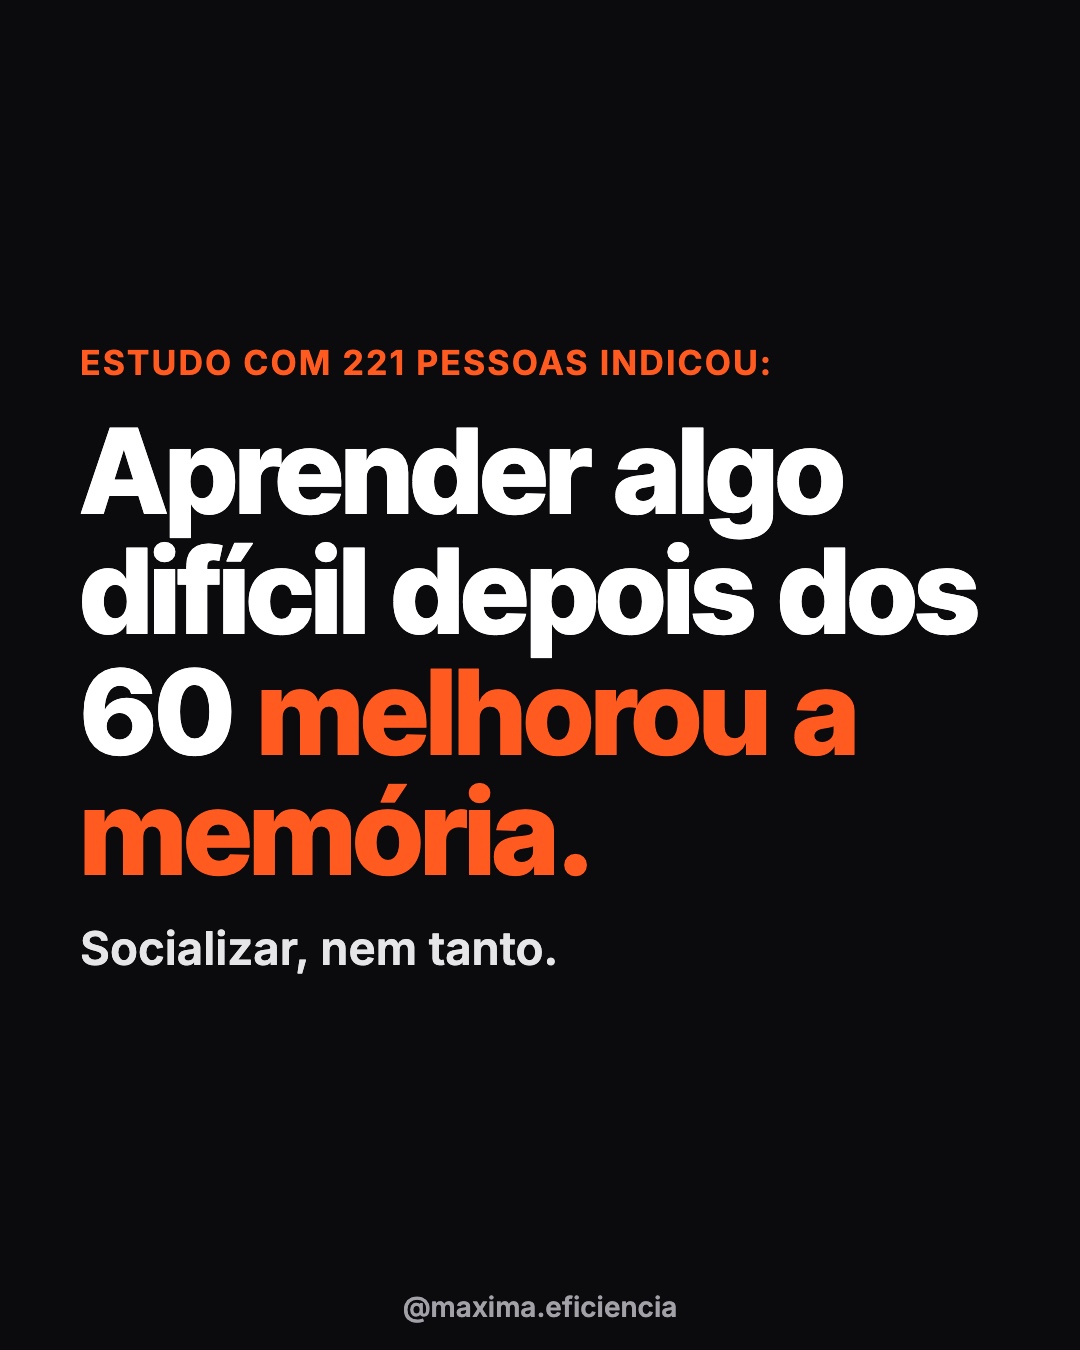 ESTUDO COM 221 PESSOAS INDICOU:
Aprender algo
difícil depois dos
60 melhorou a
memória.
Socializar, nem tanto.
@maxima.eficiencia